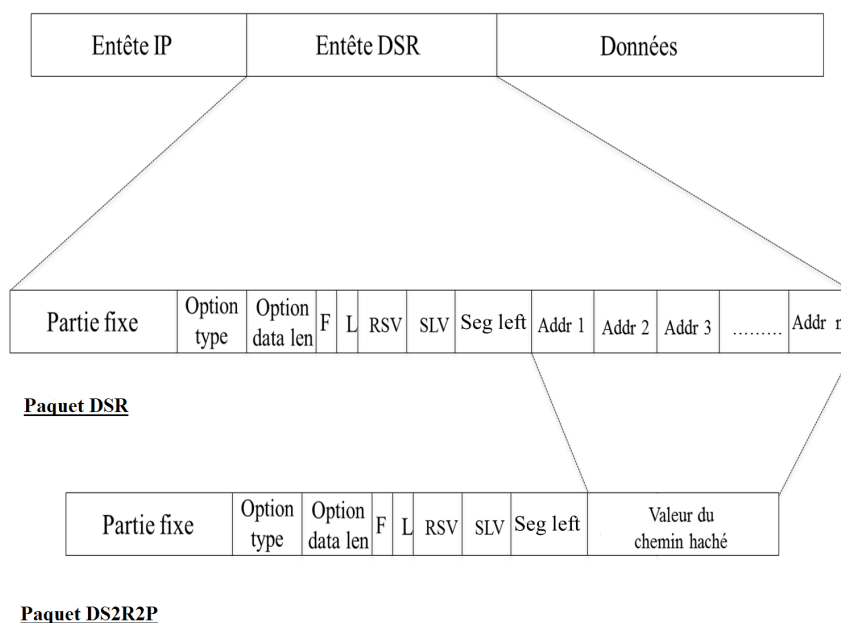 Entête IP Entête DSR Données
Partie fixe Option type Option data len F L RSV SLV Seg left Addr 1 Addr 2 Addr 3 ......... Addr n
Paquet DSR
Partie fixe Option type Option data len F L RSV SLV Seg left Valeur du chemin haché
Paquet DS2R2P